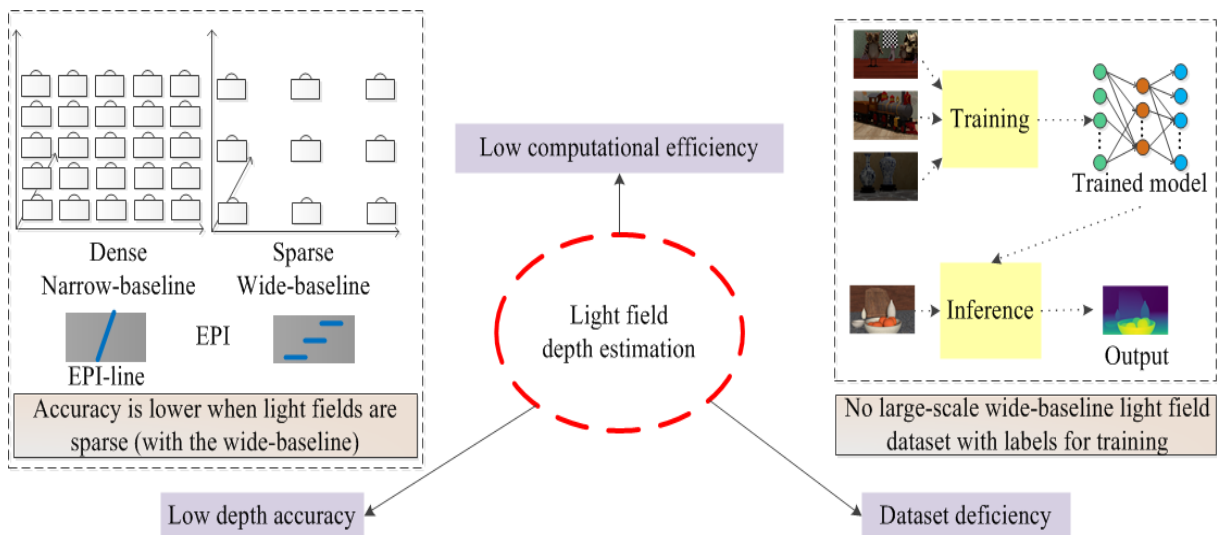 Dense
Narrow-baseline
Sparse
Wide-baseline
EPI
EPI-line
Accuracy is lower when light fields are
sparse (with the wide-baseline)
Low depth accuracy
Low computational efficiency
Light field
depth estimation
Training
Trained model
Inference
Output
No large-scale wide-baseline light field
dataset with labels for training
Dataset deficiency